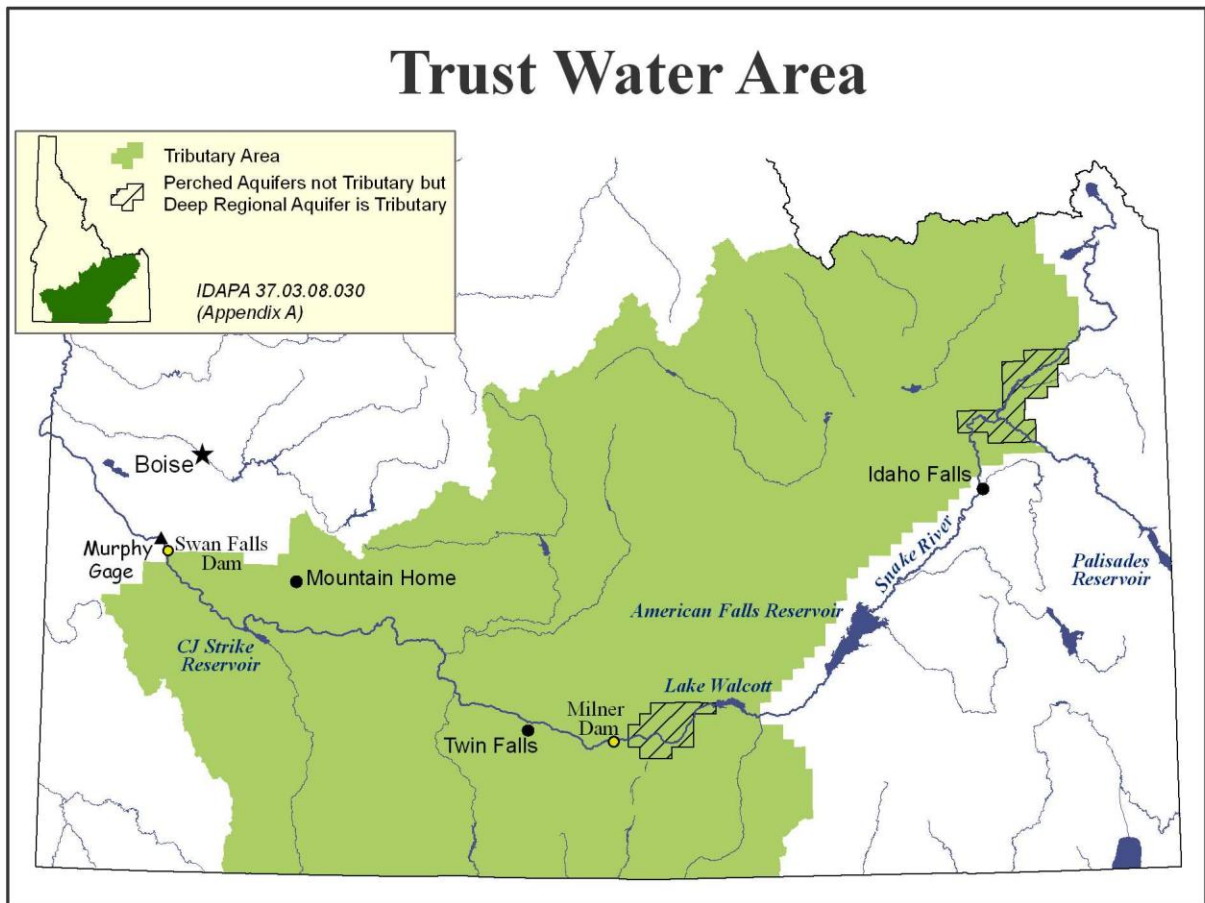 Trust Water Area
Tributary Area
Perched Aquifers not Tributary but
Deep Regional Aquifer is Tributary
IDAPA 37.03.08.030
(Appendix A)
Boise
Idaho Falls
Murphy
Gage
Swan Falls
Dam
Mountain Home
Snake River
Palisades
Reservoir
American Falls Reservoir
CJ Strike
Reservoir
Lake Walcott
Milner
Dam
Twin Falls